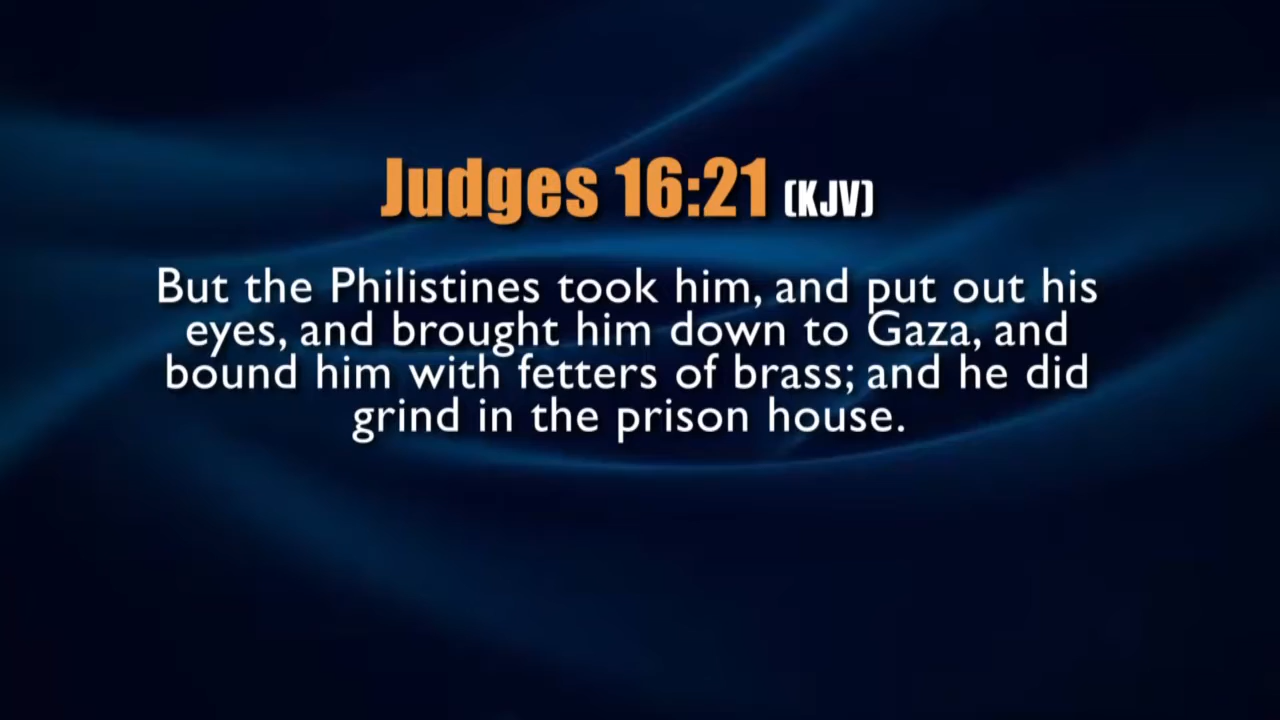 Judges 16:21 (KJV)
But the Philistines took him, and put out his
eyes, and brought him down to Gaza, and
bound him with fetters of brass; and he did
grind in the prison house.